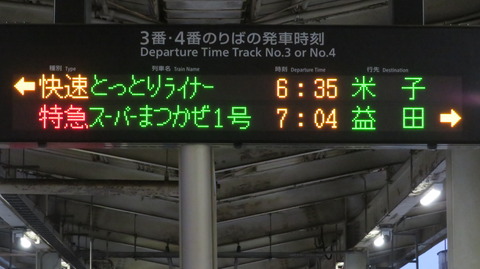 3番・4番のりばの発車時刻
Departure Time Track No.3 or No.4
種別 Type 列車名 Train Name 時刻 Departure Time 行先 Destination
←快速とっとりライナー 6:35 米子
特急スーパーまつかぜ1号 7:04 益田→